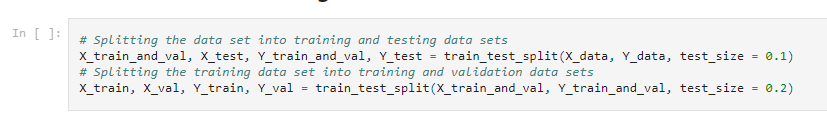 In [ ]:
# Splitting the data set into training and testing data sets
X_train_and_val, X_test, Y_train_and_val, Y_test = train_test_split(X_data, Y_data, test_size = 0.1)
# Splitting the training data set into training and validation data sets
X_train, X_val, Y_train, Y_val = train_test_split(X_train_and_val, Y_train_and_val, test_size = 0.2)